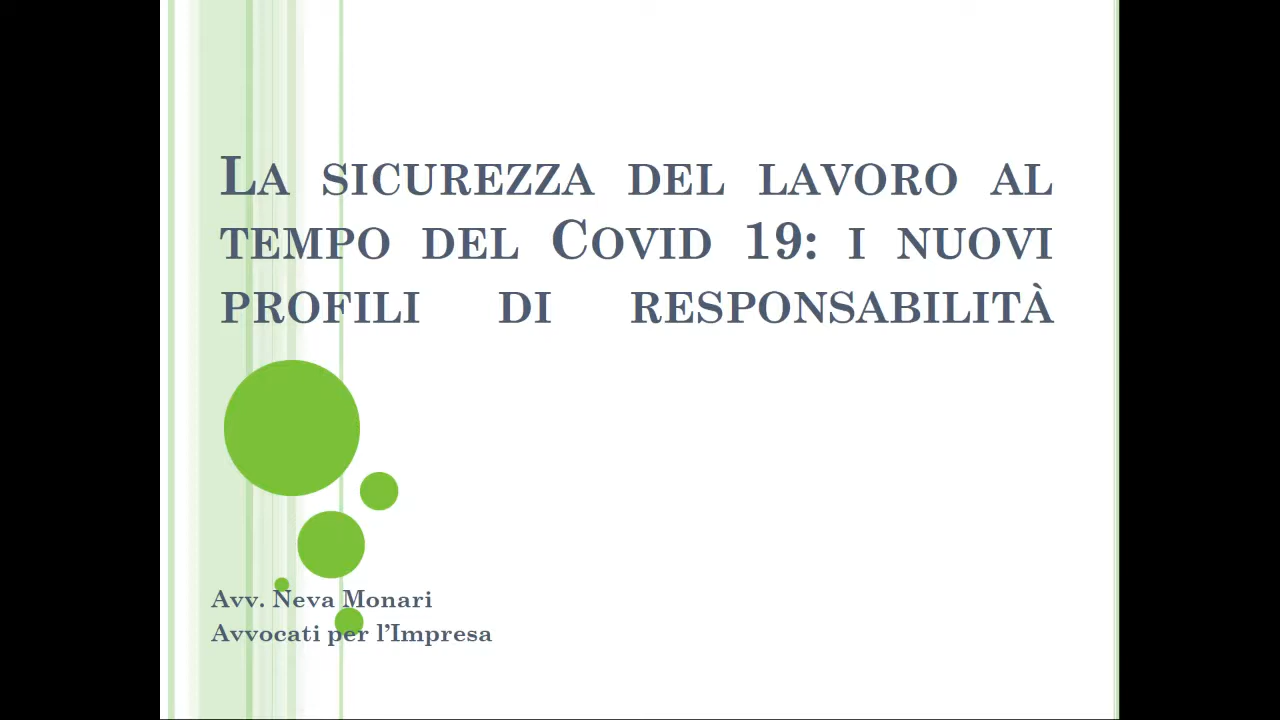 La sicurezza del lavoro al
tempo del Covid 19: i nuovi
profili di responsabilità
Avv. Neva Monari
Avvocati per l’Impresa